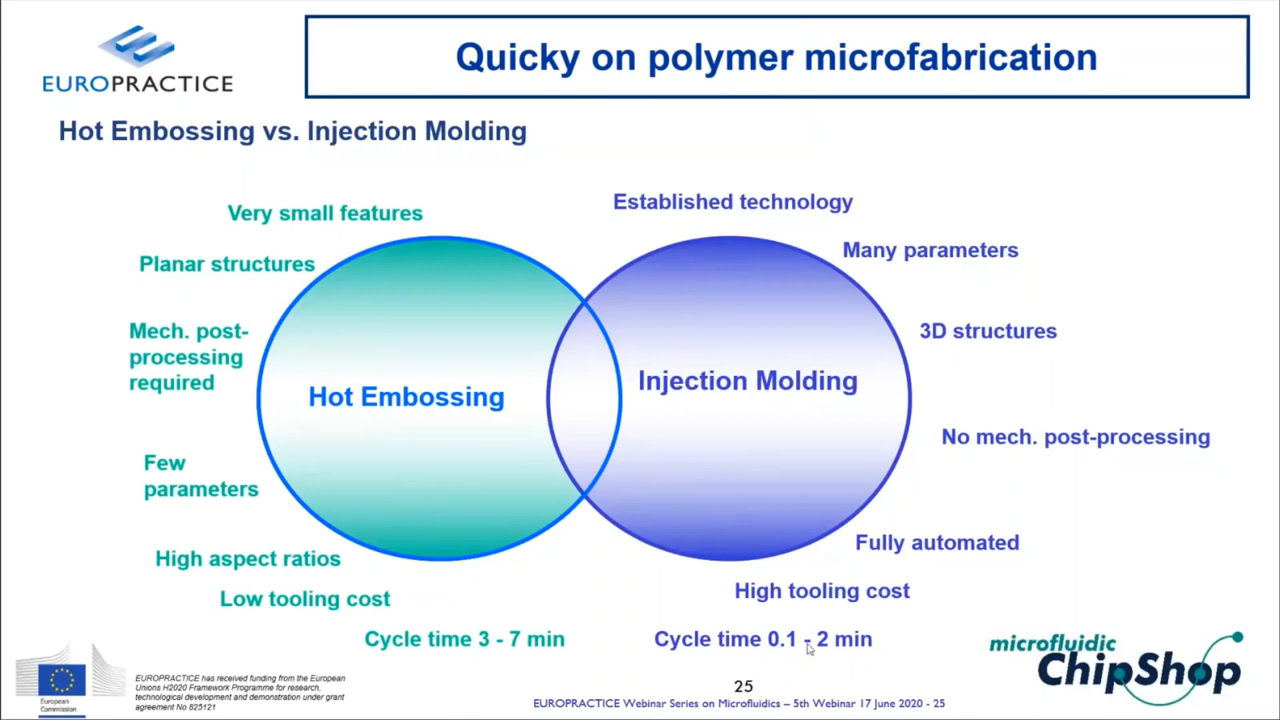 EUROPRACTICE
Quicky on polymer microfabrication
Hot Embossing vs. Injection Molding
Very small features
Planar structures
Mech. post-
processing
required
Few
parameters
High aspect ratios
Low tooling cost
Cycle time 3 - 7 min
Hot Embossing
Injection Molding
Established technology
Many parameters
3D structures
No mech. post-processing
Fully automated
High tooling cost
Cycle time 0.1 - 2 min
European
Commission
EUROPRACTICE has received funding from the European
Unions H2020 Framework Programme for research,
technological development and demonstration under grant
agreement No 825121
25
EUROPRACTICE Webinar Series on Microfluidics – 5th Webinar 17 June 2020 - 25
microfluidic
ChipShop